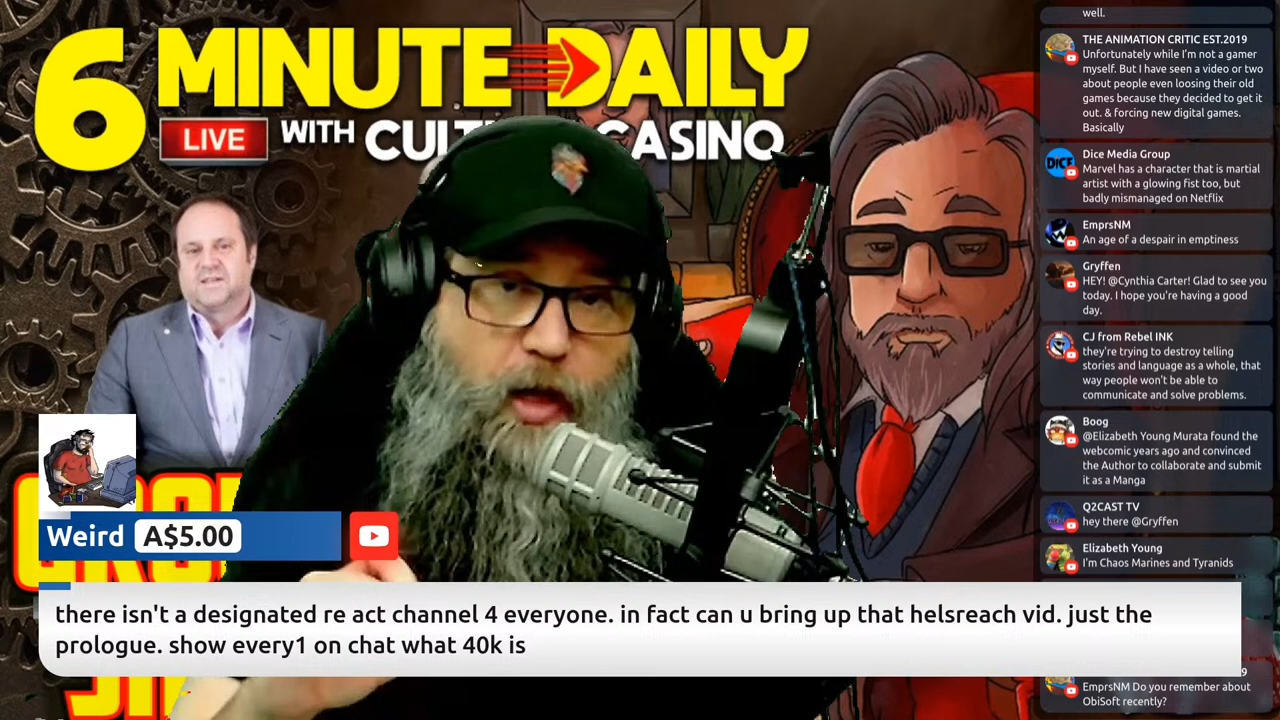 6 MINUTE DAILY
LIVE WITH CASINO
Weird A$5.00
there isn't a designated re act channel 4 everyone. in fact can u bring up that helsreach vid. just the
prologue. show every1 on chat what 40k is
well.
THE ANIMATION CRITIC EST.2019
Unfortunately while I'm not a gamer
myself. But I have seen a video or two
about people even loosing their old
games because they decided to get it
out. & forcing new digital games.
Basically
DICE
Dice Media Group
Marvel has a character that is martial
artist with a glowing fist too, but
badly mismanaged on Netflix
EmprsNM
An age of a despair in emptiness
Gryffen
HEY! @Cynthia Carter! Glad to see you
today. I hope you're having a good
day.
CJ from Rebel INK
they're trying to destroy telling
stories and language as a whole, that
way people won't be able to
communicate and solve problems.
Boog
@Elizabeth Young Murata found the
webcomic years ago and convinced
the Author to collaborate and submit
it as a Manga
Q2CAST TV
hey there @Gryffen
Elizabeth Young
I'm Chaos Marines and Tyranids
EmprsNM Do you remember about
ObiSoft recently?